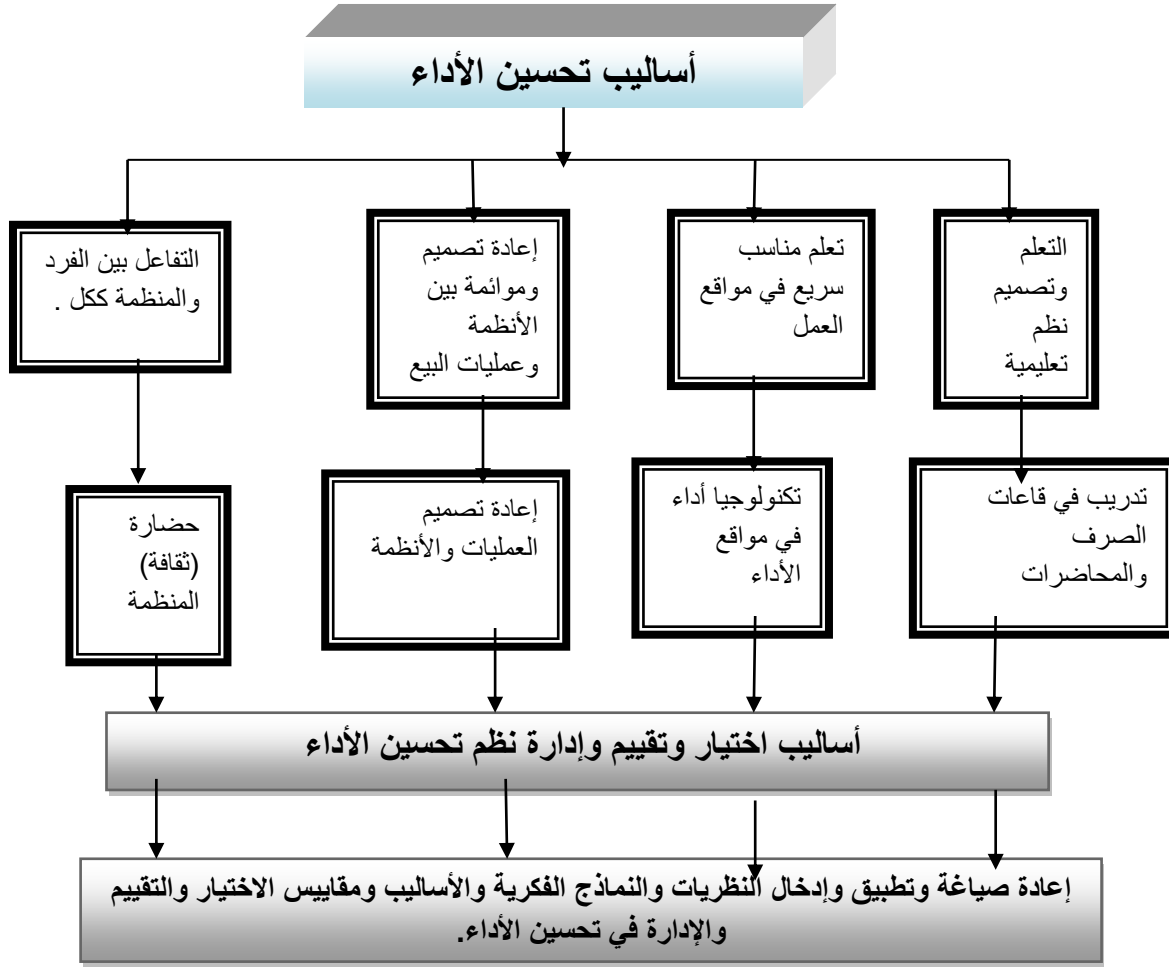 أساليب تحسين الأداء
التعلم
وتصميم
نظم
تعليمية
تعلم مناسب
سريع في مواقع
العمل
إعادة تصميم
وموائمة بين
الأنظمة
وعمليات البيع
التفاعل بين الفرد
والمنظمة ككل .
تدريب في قاعات
الصرف
والمحاضرات
تكنولوجيا أداء
في مواقع
الأداء
إعادة تصميم
العمليات والأنظمة
حضارة
(ثقافة)
المنظمة
أساليب اختيار وتقييم وإدارة نظم تحسين الأداء
إعادة صياغة وتطبيق وإدخال النظريات والنماذج الفكرية والأساليب ومقاييس الاختيار والتقييم
والإدارة في تحسين الأداء.